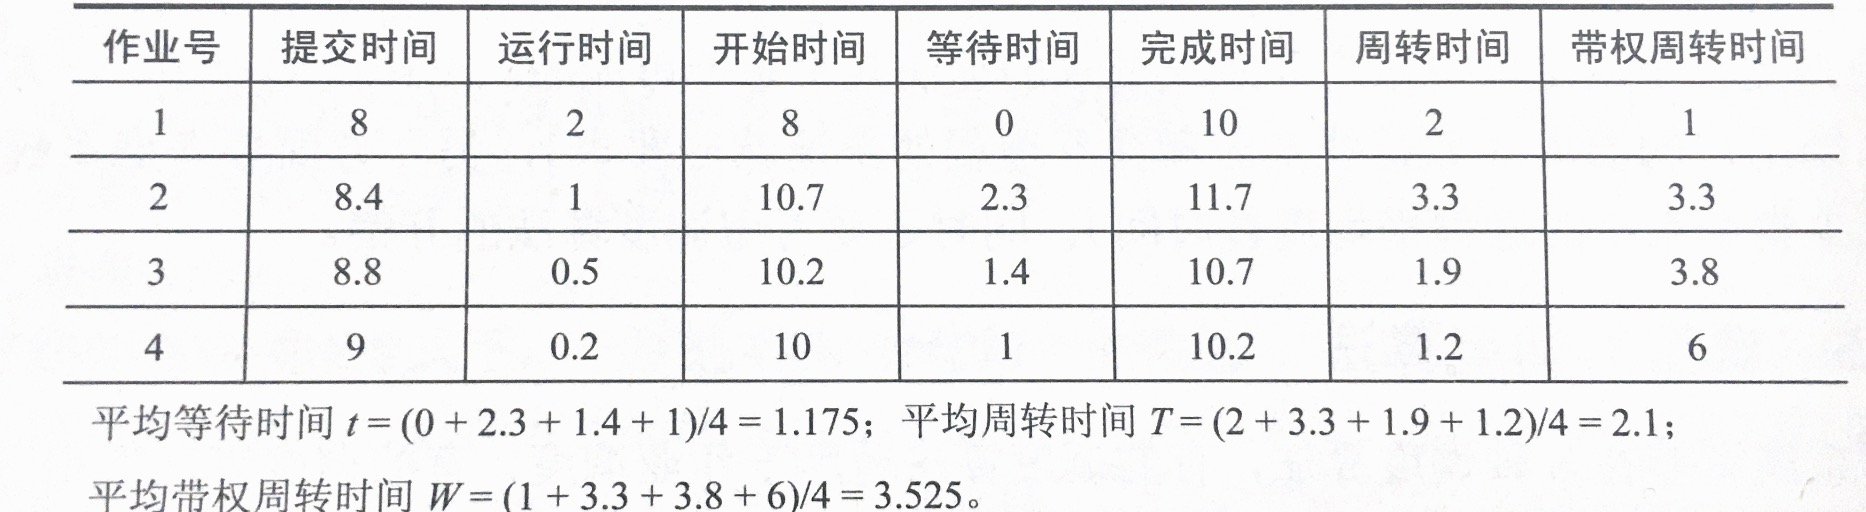 作业号 提交时间 运行时间 开始时间 等待时间 完成时间 周转时间 带权周转时间
1 8 2 8 0 10 2 1
2 8.4 1 10.7 2.3 11.7 3.3 3.3
3 8.8 0.5 10.2 1.4 10.7 1.9 3.8
4 9 0.2 10 1 10.2 1.2 6
平均等待时间 t = (0 + 2.3 + 1.4 + 1)/4 = 1.175；平均周转时间 T = (2 + 3.3 + 1.9 + 1.2)/4 = 2.1；
平均带权周转时间 W = (1 + 3.3 + 3.8 + 6)/4 = 3.525。